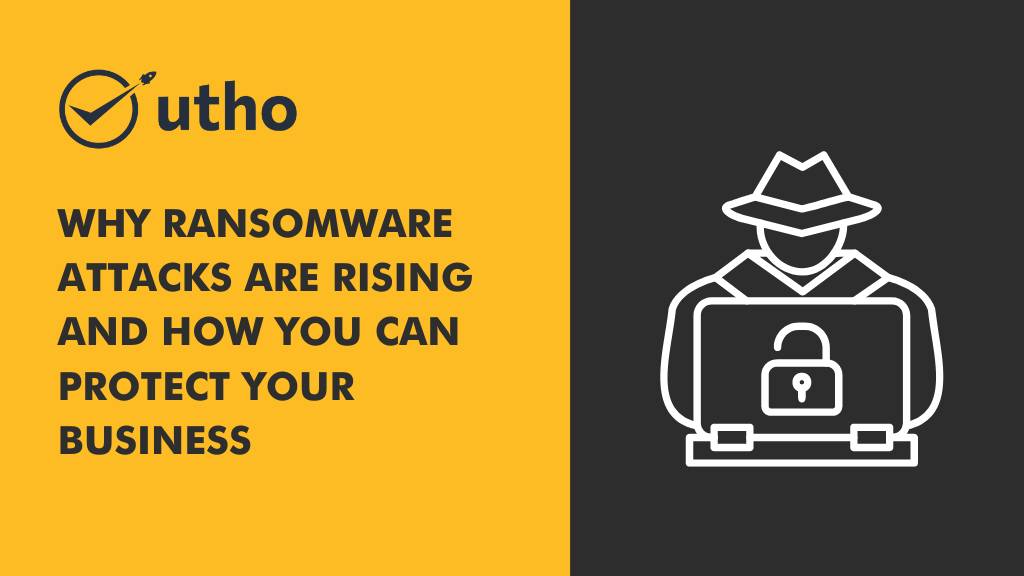 utho
WHY RANSOMWARE
ATTACKS ARE RISING
AND HOW YOU CAN
PROTECT YOUR
BUSINESS